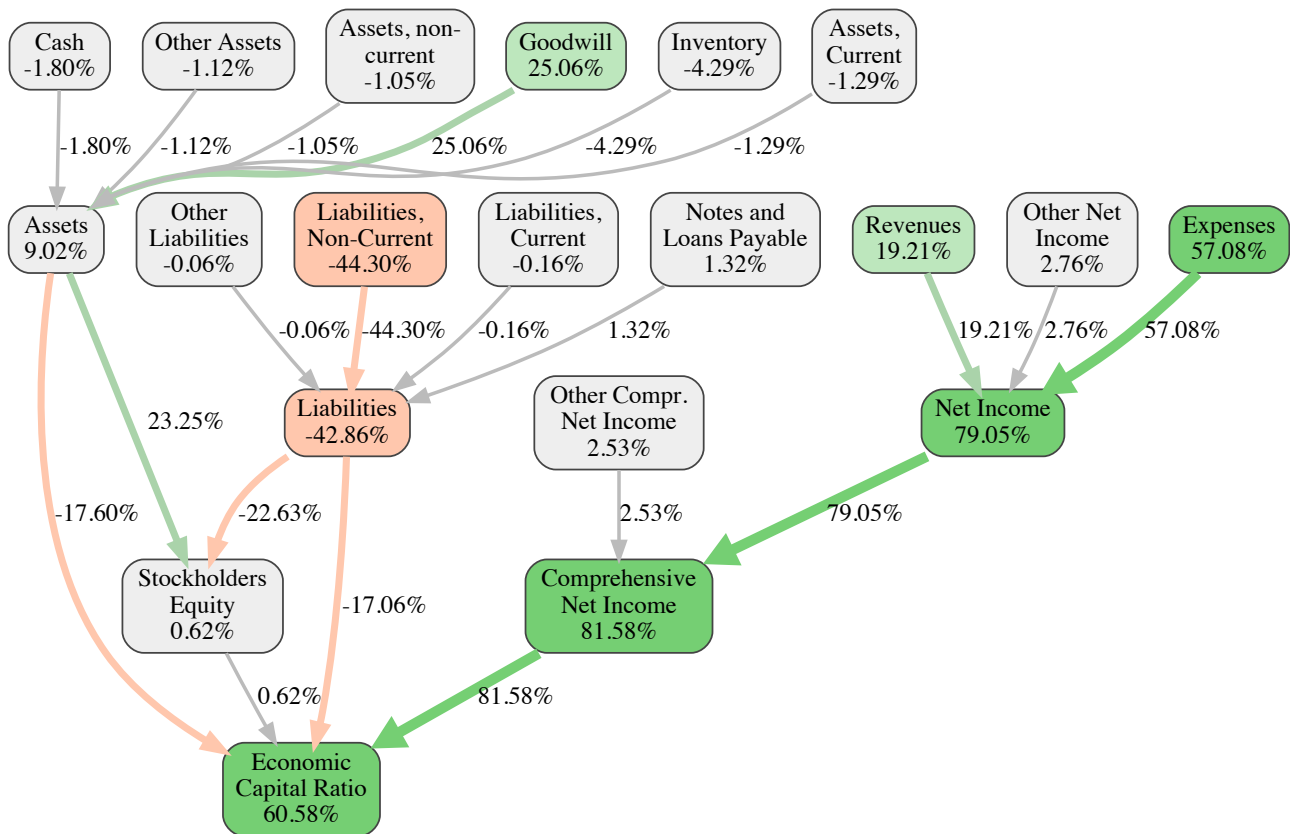 Cash
-1.80%
Other Assets
-1.12%
Assets, non-
current
-1.05%
Goodwill
25.06%
Inventory
-4.29%
Assets,
Current
-1.29%
-1.80%
-1.12%
-1.05%
25.06%
-4.29%
-1.29%
Assets
9.02%
Other
Liabilities
-0.06%
Liabilities,
Non-Current
-44.30%
Liabilities,
Current
-0.16%
Notes and
Loans Payable
1.32%
Revenues
19.21%
Other Net
Income
2.76%
Expenses
57.08%
-0.06%
-44.30%
-0.16%
1.32%
19.21%
2.76%
57.08%
23.25%
Liabilities
-42.86%
Other Compr.
Net Income
2.53%
Net Income
79.05%
-17.60%
-22.63%
2.53%
79.05%
Stockholders
Equity
0.62%
-17.06%
Comprehensive
Net Income
81.58%
0.62%
81.58%
Economic
Capital Ratio
60.58%